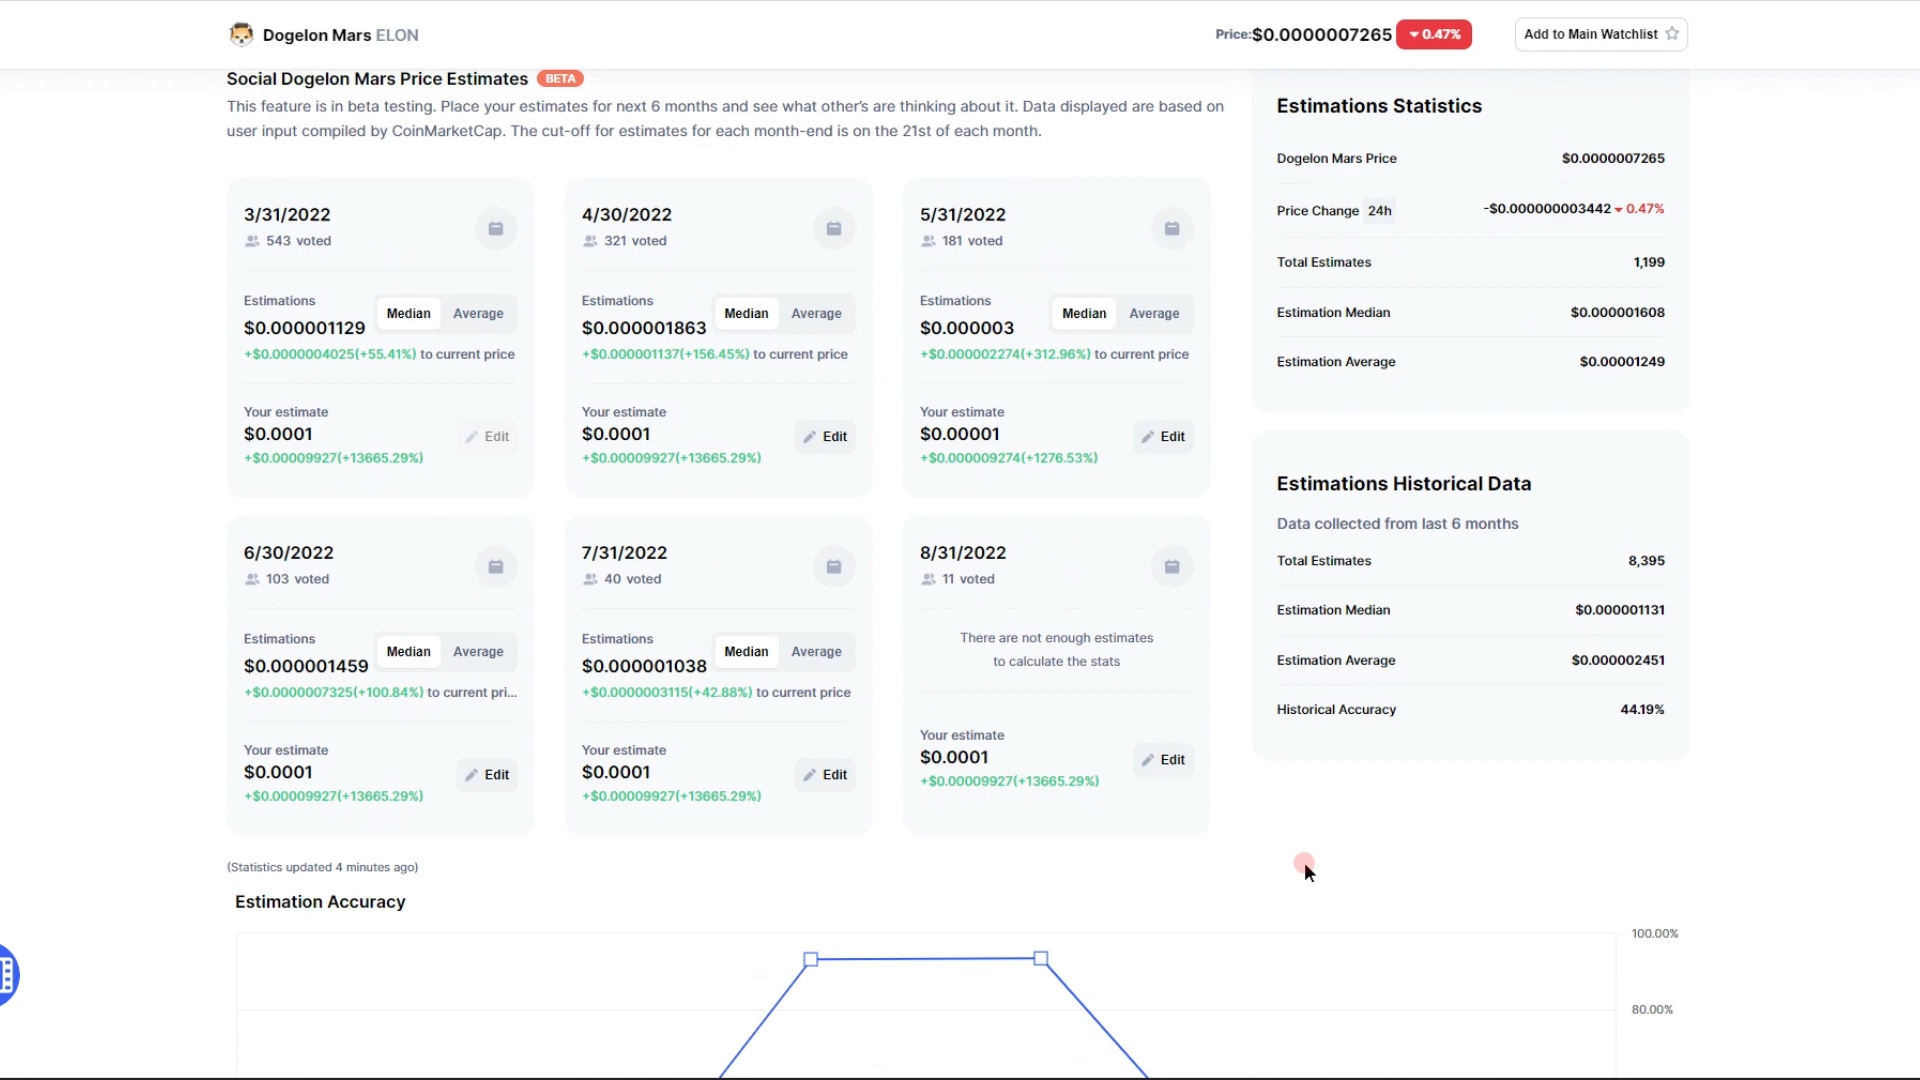 Dogelon Mars ELON
Price:$0.0000007265 0.47%
Add to Main Watchlist
Social Dogelon Mars Price Estimates BETA
This feature is in beta testing. Place your estimates for next 6 months and see what other's are thinking about it. Data displayed are based on
user input compiled by CoinMarketCap. The cut-off for estimates for each month-end is on the 21st of each month.
3/31/2022
543 voted
Estimations
Median Average
$0.000001129
+$0.0000004025(+55.41%) to current price
Your estimate
$0.0001
Edit
+$0.00009927(+13665.29%)
4/30/2022
321 voted
Estimations
Median Average
$0.000001863
+$0.000001137(+156.45%) to current price
Your estimate
$0.0001
Edit
+$0.00009927(+13665.29%)
5/31/2022
181 voted
Estimations
Median Average
$0.000003
+$0.000002274(+312.96%) to current price
Your estimate
$0.00001
Edit
+$0.000009274(+1276.53%)
6/30/2022
103 voted
Estimations
Median Average
$0.000001459
+$0.0000007325(+100.84%) to current pri...
Your estimate
$0.0001
Edit
+$0.00009927(+13665.29%)
7/31/2022
40 voted
Estimations
Median Average
$0.000001038
+$0.0000003115(+42.88%) to current price
Your estimate
$0.0001
Edit
+$0.00009927(+13665.29%)
8/31/2022
11 voted
There are not enough estimates
to calculate the stats
Your estimate
$0.0001
Edit
+$0.00009927(+13665.29%)
Estimations Statistics
Dogelon Mars Price $0.0000007265
Price Change 24h -$0.000000003442 0.47%
Total Estimates 1,199
Estimation Median $0.000001608
Estimation Average $0.00001249
Estimations Historical Data
Data collected from last 6 months
Total Estimates 8,395
Estimation Median $0.000001131
Estimation Average $0.000002451
Historical Accuracy 44.19%
(Statistics updated 4 minutes ago)
Estimation Accuracy
100.00%
80.00%